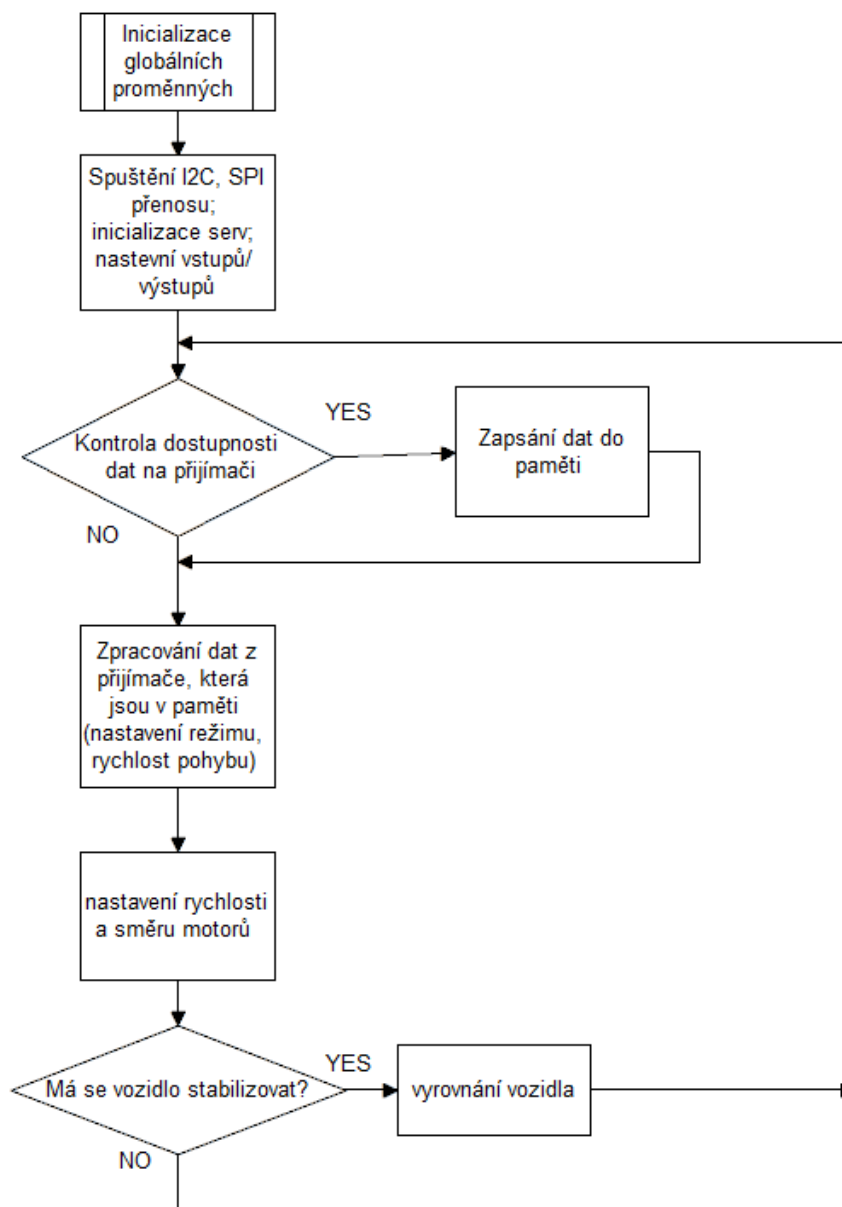 Inicializace
globálních
proměnných
Spuštění I2C, SPI
přenosu;
inicializace serv;
nastevní vstupů/
výstupů
YES
Kontrola dostupnosti
dat na přijímači
Zapsání dat do
paměti
NO
Zpracování dat z
přijímače, která
jsou v paměti
(nastavení režimu,
rychlost pohybu)
nastavení rychlosti
a směru motorů
YES
Má se vozidlo stabilizovat?
vyrovnání vozidla
NO